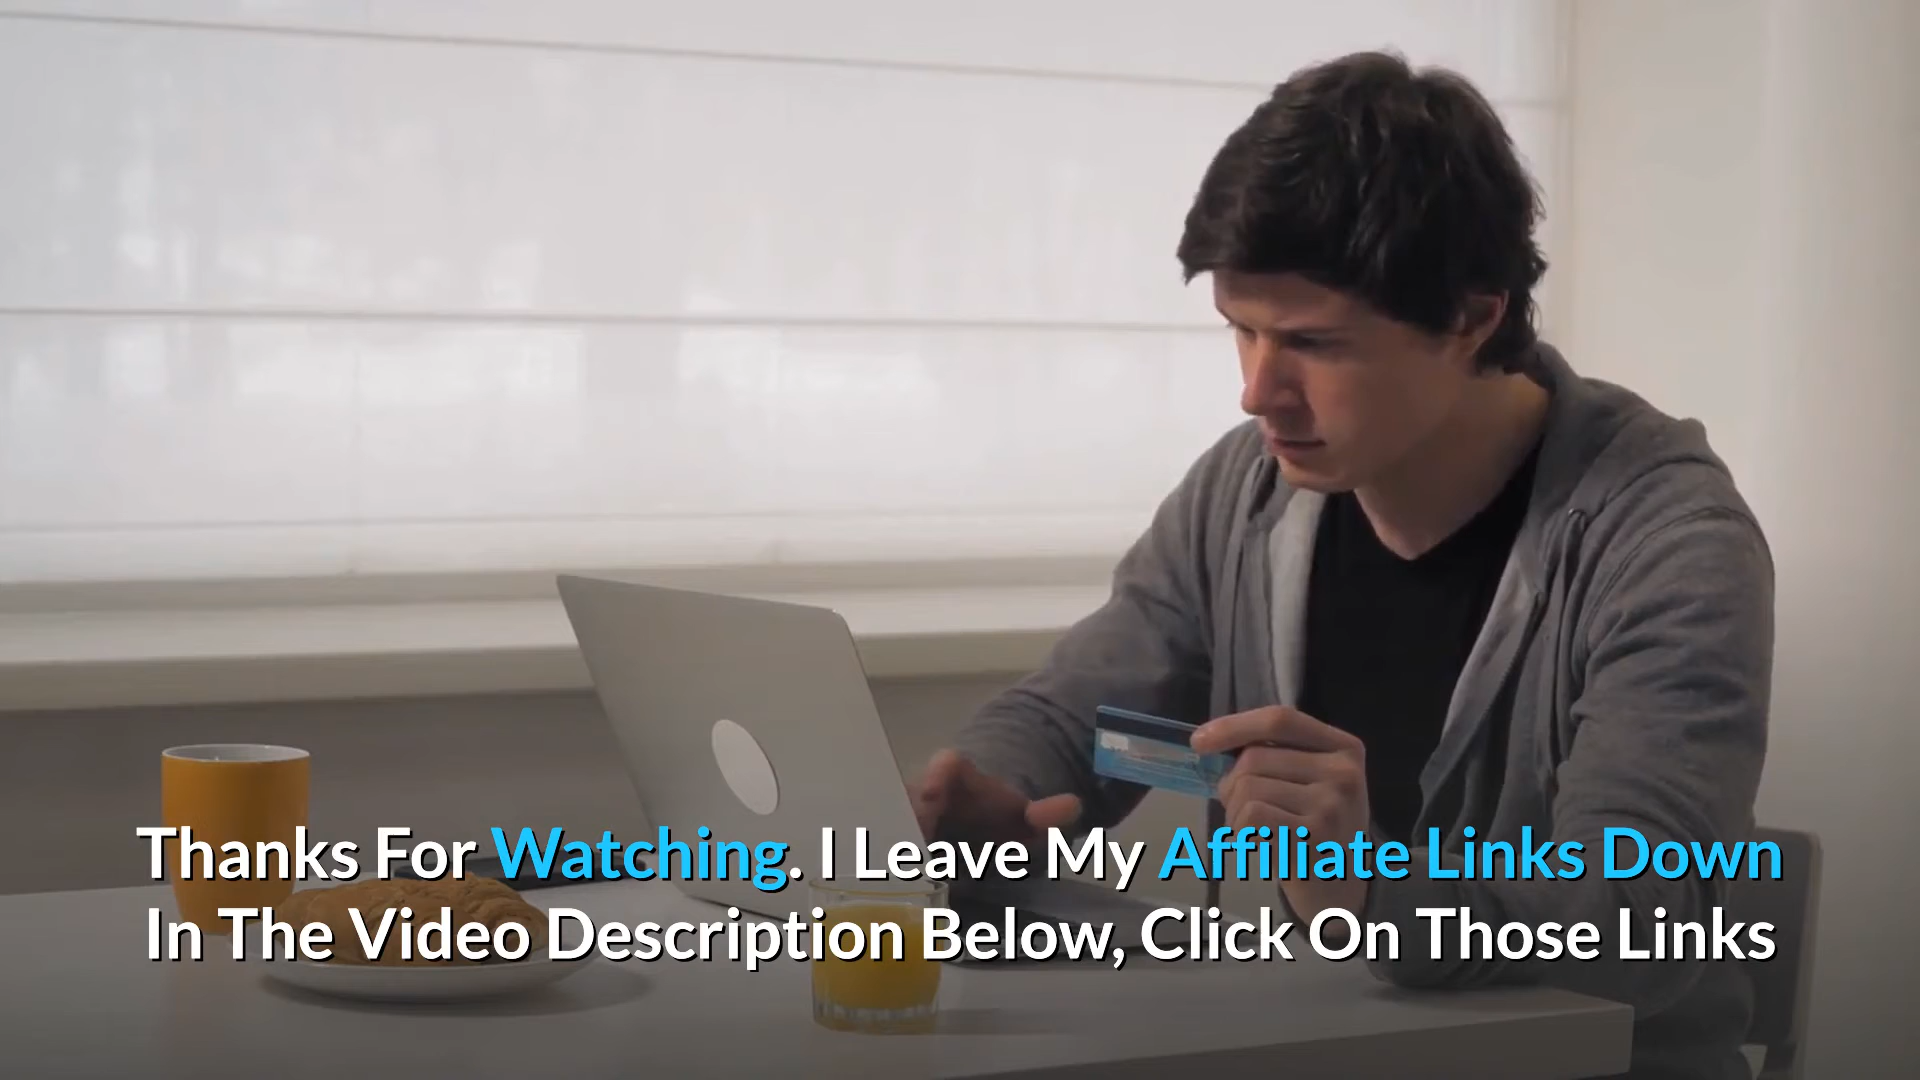 Thanks For Watching. I Leave My Affiliate Links Down
In The Video Description Below, Click On Those Links